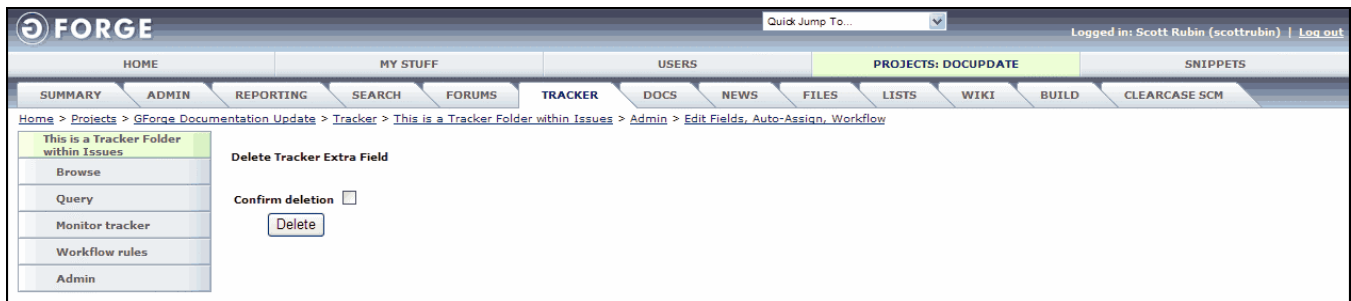 FORGE
Quick Jump To...
Logged in: Scott Rubin (scottrubin) | Log out
HOME MY STUFF USERS PROJECTS: DOCUPDATE SNIPPETS
SUMMARY ADMIN REPORTING SEARCH FORUMS TRACKER DOCS NEWS FILES LISTS WIKI BUILD CLEARCASE SCM
Home > Projects > GForge Documentation Update > Tracker > This is a Tracker Folder within Issues > Admin > Edit Fields, Auto-Assign, Workflow
This is a Tracker Folder
within Issues
Browse
Query
Monitor tracker
Workflow rules
Admin
Delete Tracker Extra Field
Confirm deletion
Delete